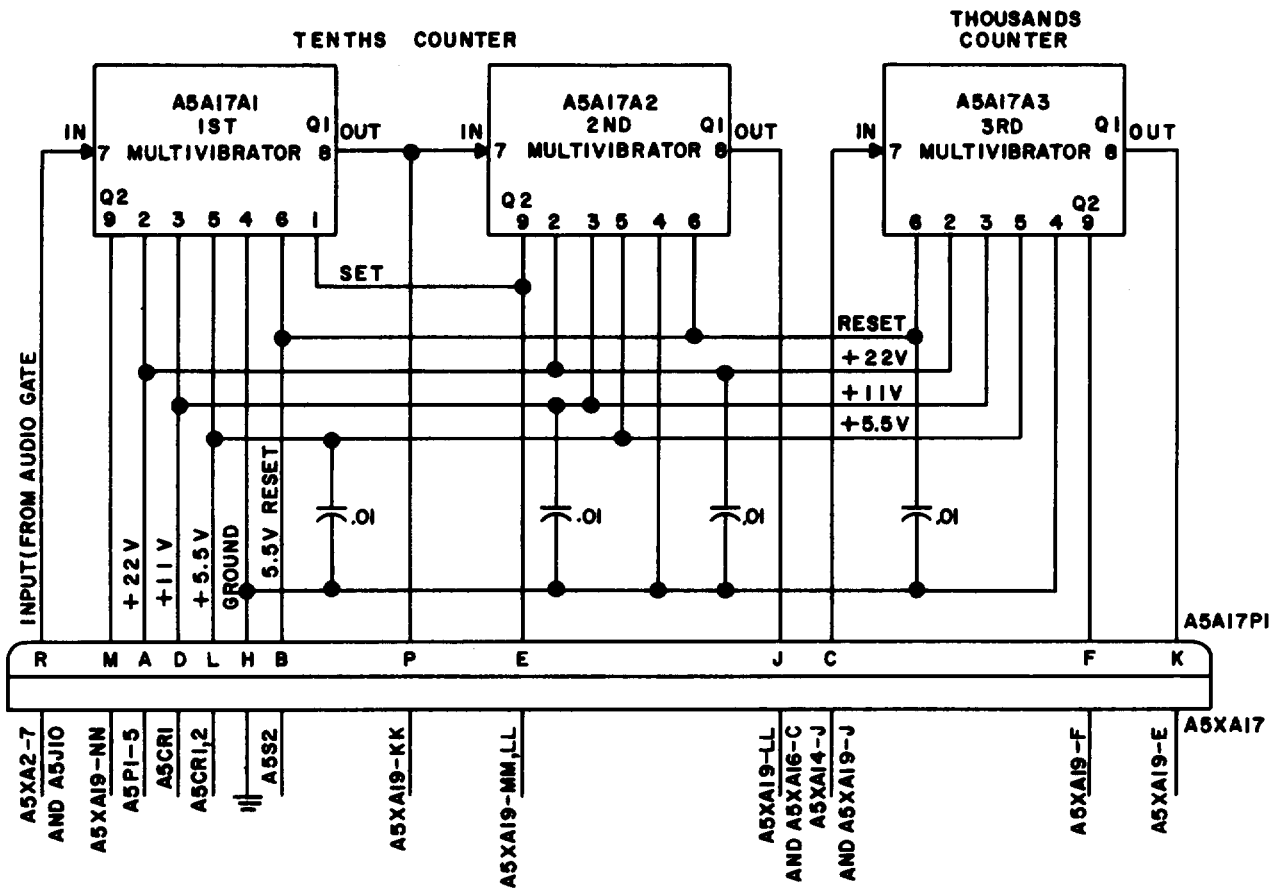 THOUSANDS
COUNTER
TENTHS COUNTER
A5A17A1
1ST
MULTIVIBRATOR
IN
7
Q1
OUT
8
Q2
9 2 3 5 4 6 1
A5A17A2
2ND
MULTIVIBRATOR
IN
7
Q1
OUT
8
Q2
9 2 3 5 4 6
A5A17A3
3RD
MULTIVIBRATOR
IN
7
Q1
OUT
8
Q2
6 2 3 5 4 9
SET
RESET
+22V
+11V
+5.5V
INPUT(FROM AUDIO GATE
+22V
+11V
+5.5V
GROUND
5.5V RESET
.01
.01
.01
.01
A5A17P1
R M A D L H B P E J C F K
A5XA17
A5XA2-7
AND A5J10
A5XA19-NN
A5P1-5
A5CR1
A5CR1,2
A5S2
A5XA19-KK
A5XA19-MM,LL
A5XA19-LL
AND A5XA16-C
A5XA14-J
AND A5XA19-J
A5XA19-F
A5XA19-E